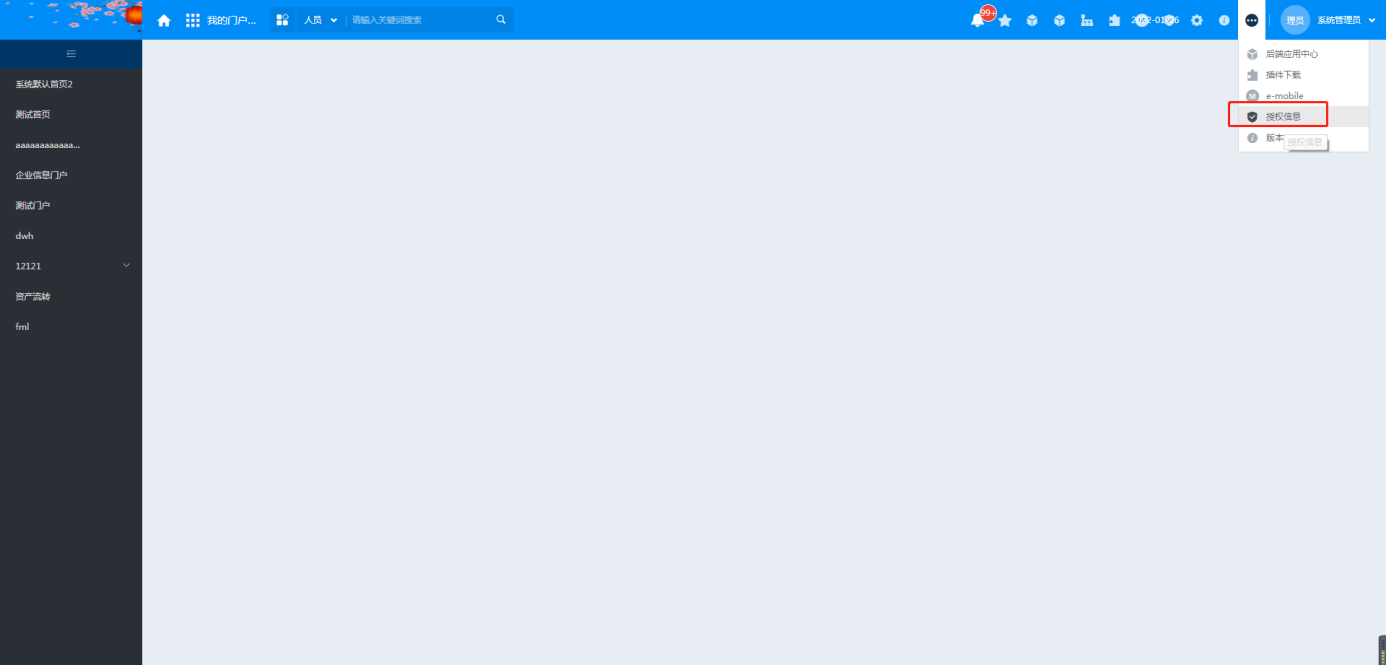 我的门户...
人员
请输入关键词搜索
99+
系统管理员
理员
系统默认首页2
测试首页
aaaaaaaaaaaa...
企业信息门户
测试门户
dwh
12121
资产流转
fml
后端应用中心
插件下载
M
e-mobile
授权信息
版本
授权信息